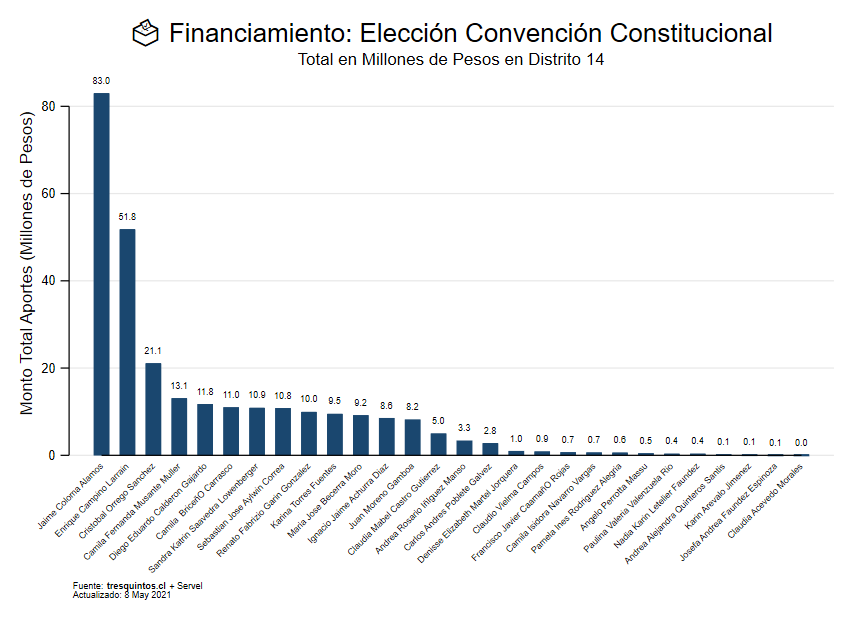 Financiamiento: Elección Convención Constitucional
Total en Millones de Pesos en Distrito 14
Monto Total Aportes (Millones de Pesos)
80
60
40
20
0
83.0
51.8
21.1
13.1
11.8
11.0
10.9
10.8
10.0
9.5
9.2
8.6
8.2
5.0
3.3
2.8
1.0
0.9
0.7
0.7
0.6
0.5
0.4
0.4
0.1
0.1
0.1
0.0
Jaime Coloma Alamos
Enrique Campino Larrain
Cristobal Orrego Sanchez
Camila Fernanda Musante Muller
Diego Eduardo Calderon Gajardo
Camila BriceñO Carrasco
Sandra Katrin Saavedra Lowenberger
Sebastian Jose Aylwin Correa
Renato Fabrizio Garin Gonzalez
Karina Torres Fuentes
Maria Jose Becerra Moro
Ignacio Jaime Achurra Diaz
Juan Moreno Gamboa
Claudia Mabel Castro Gutierrez
Andrea Rosario Iñiguez Manso
Carlos Andres Poblete Galvez
Denisse Elizabeth Martel Jorquera
Claudio Vielma Campos
Francisco Javier CaamañO Rojas
Camila Isidora Navarro Vargas
Pamela Ines Rodriguez Alegria
Angelo Perrotta Massu
Paulina Valeria Valenzuela Rio
Nadia Karin Letelier Faundez
Andrea Alejandra Quinteros Santis
Karin Arevalo Jimenez
Josefa Andrea Faundez Espinoza
Claudia Acevedo Morales
Fuente: tresquintos.cl + Servel
Actualizado: 8 May 2021